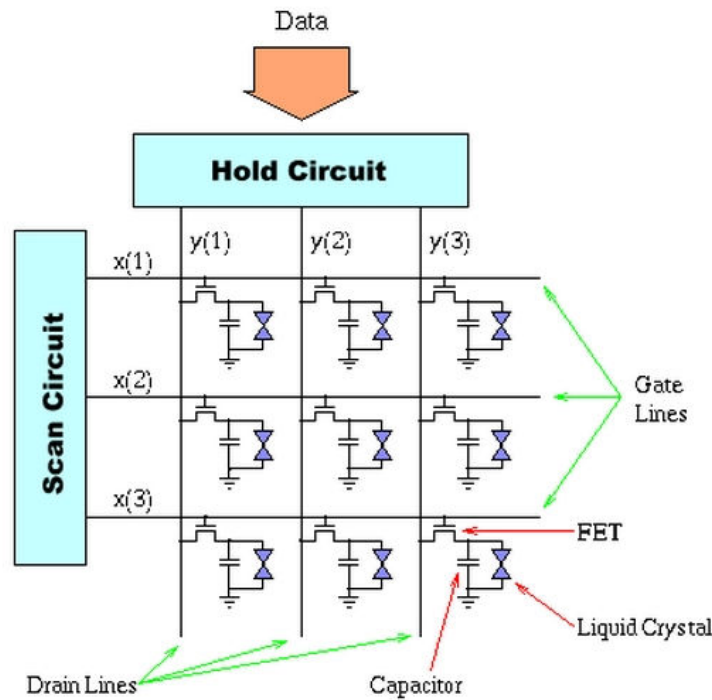 Data
Hold Circuit
y(1) y(2) y(3)
x(1)
Scan Circuit
x(2)
Gate
Lines
x(3)
FET
Liquid Crystal
Drain Lines
Capacitor